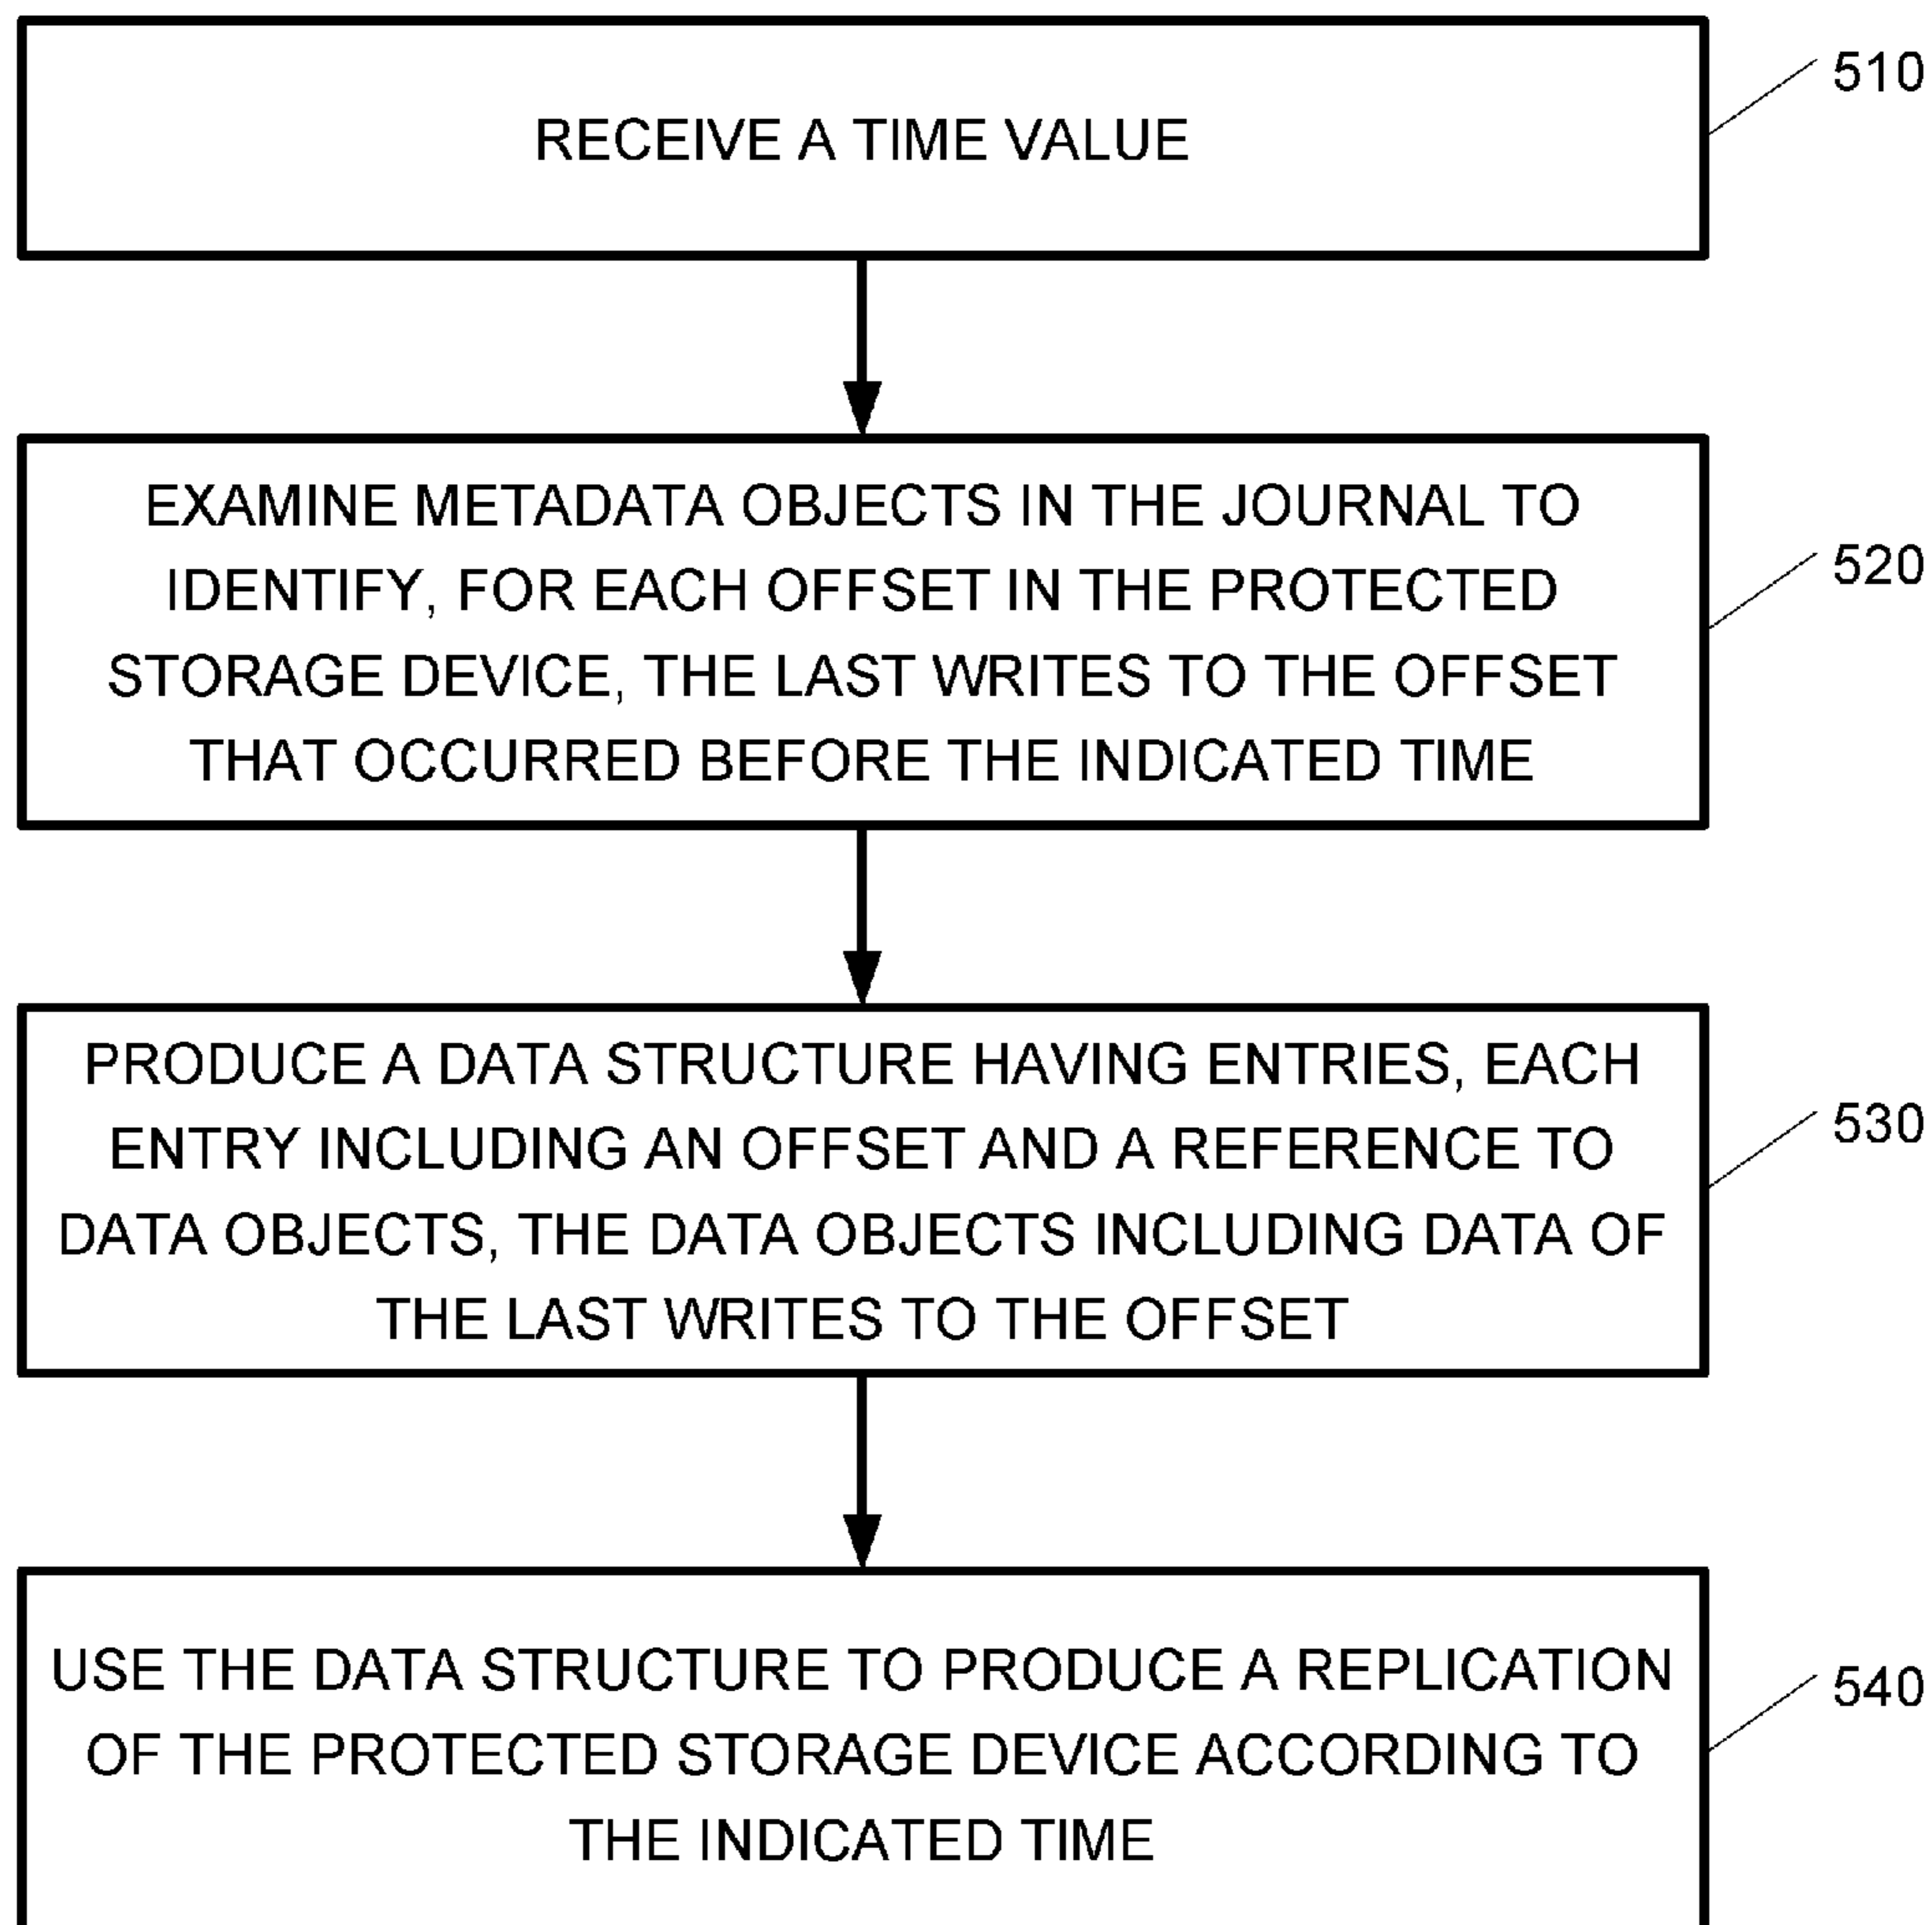 RECEIVE A TIME VALUE
510
EXAMINE METADATA OBJECTS IN THE JOURNAL TO
IDENTIFY, FOR EACH OFFSET IN THE PROTECTED
STORAGE DEVICE, THE LAST WRITES TO THE OFFSET
THAT OCCURRED BEFORE THE INDICATED TIME
520
PRODUCE A DATA STRUCTURE HAVING ENTRIES, EACH
ENTRY INCLUDING AN OFFSET AND A REFERENCE TO
DATA OBJECTS, THE DATA OBJECTS INCLUDING DATA OF
THE LAST WRITES TO THE OFFSET
530
USE THE DATA STRUCTURE TO PRODUCE A REPLICATION
OF THE PROTECTED STORAGE DEVICE ACCORDING TO
THE INDICATED TIME
540